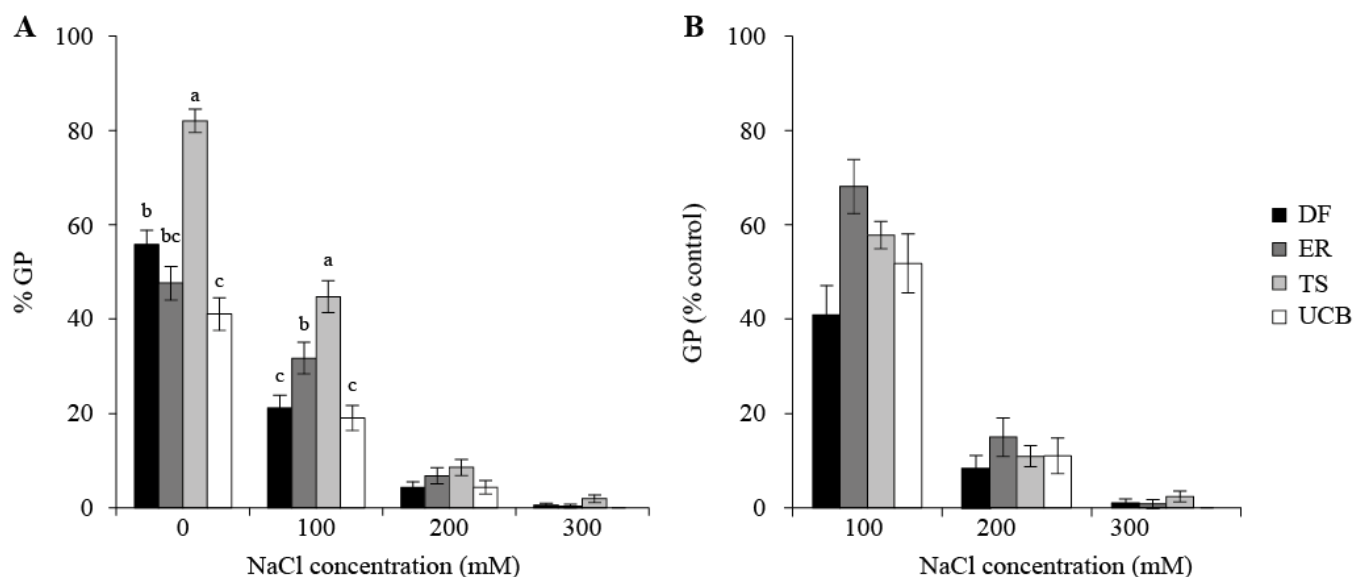 A
% GP
100
80
60
40
20
0
b
bc
a
c
c
b
a
c
0
100
200
300
NaCl concentration (mM)
B
GP (% control)
100
80
60
40
20
0
100
200
300
NaCl concentration (mM)
DF
ER
TS
UCB